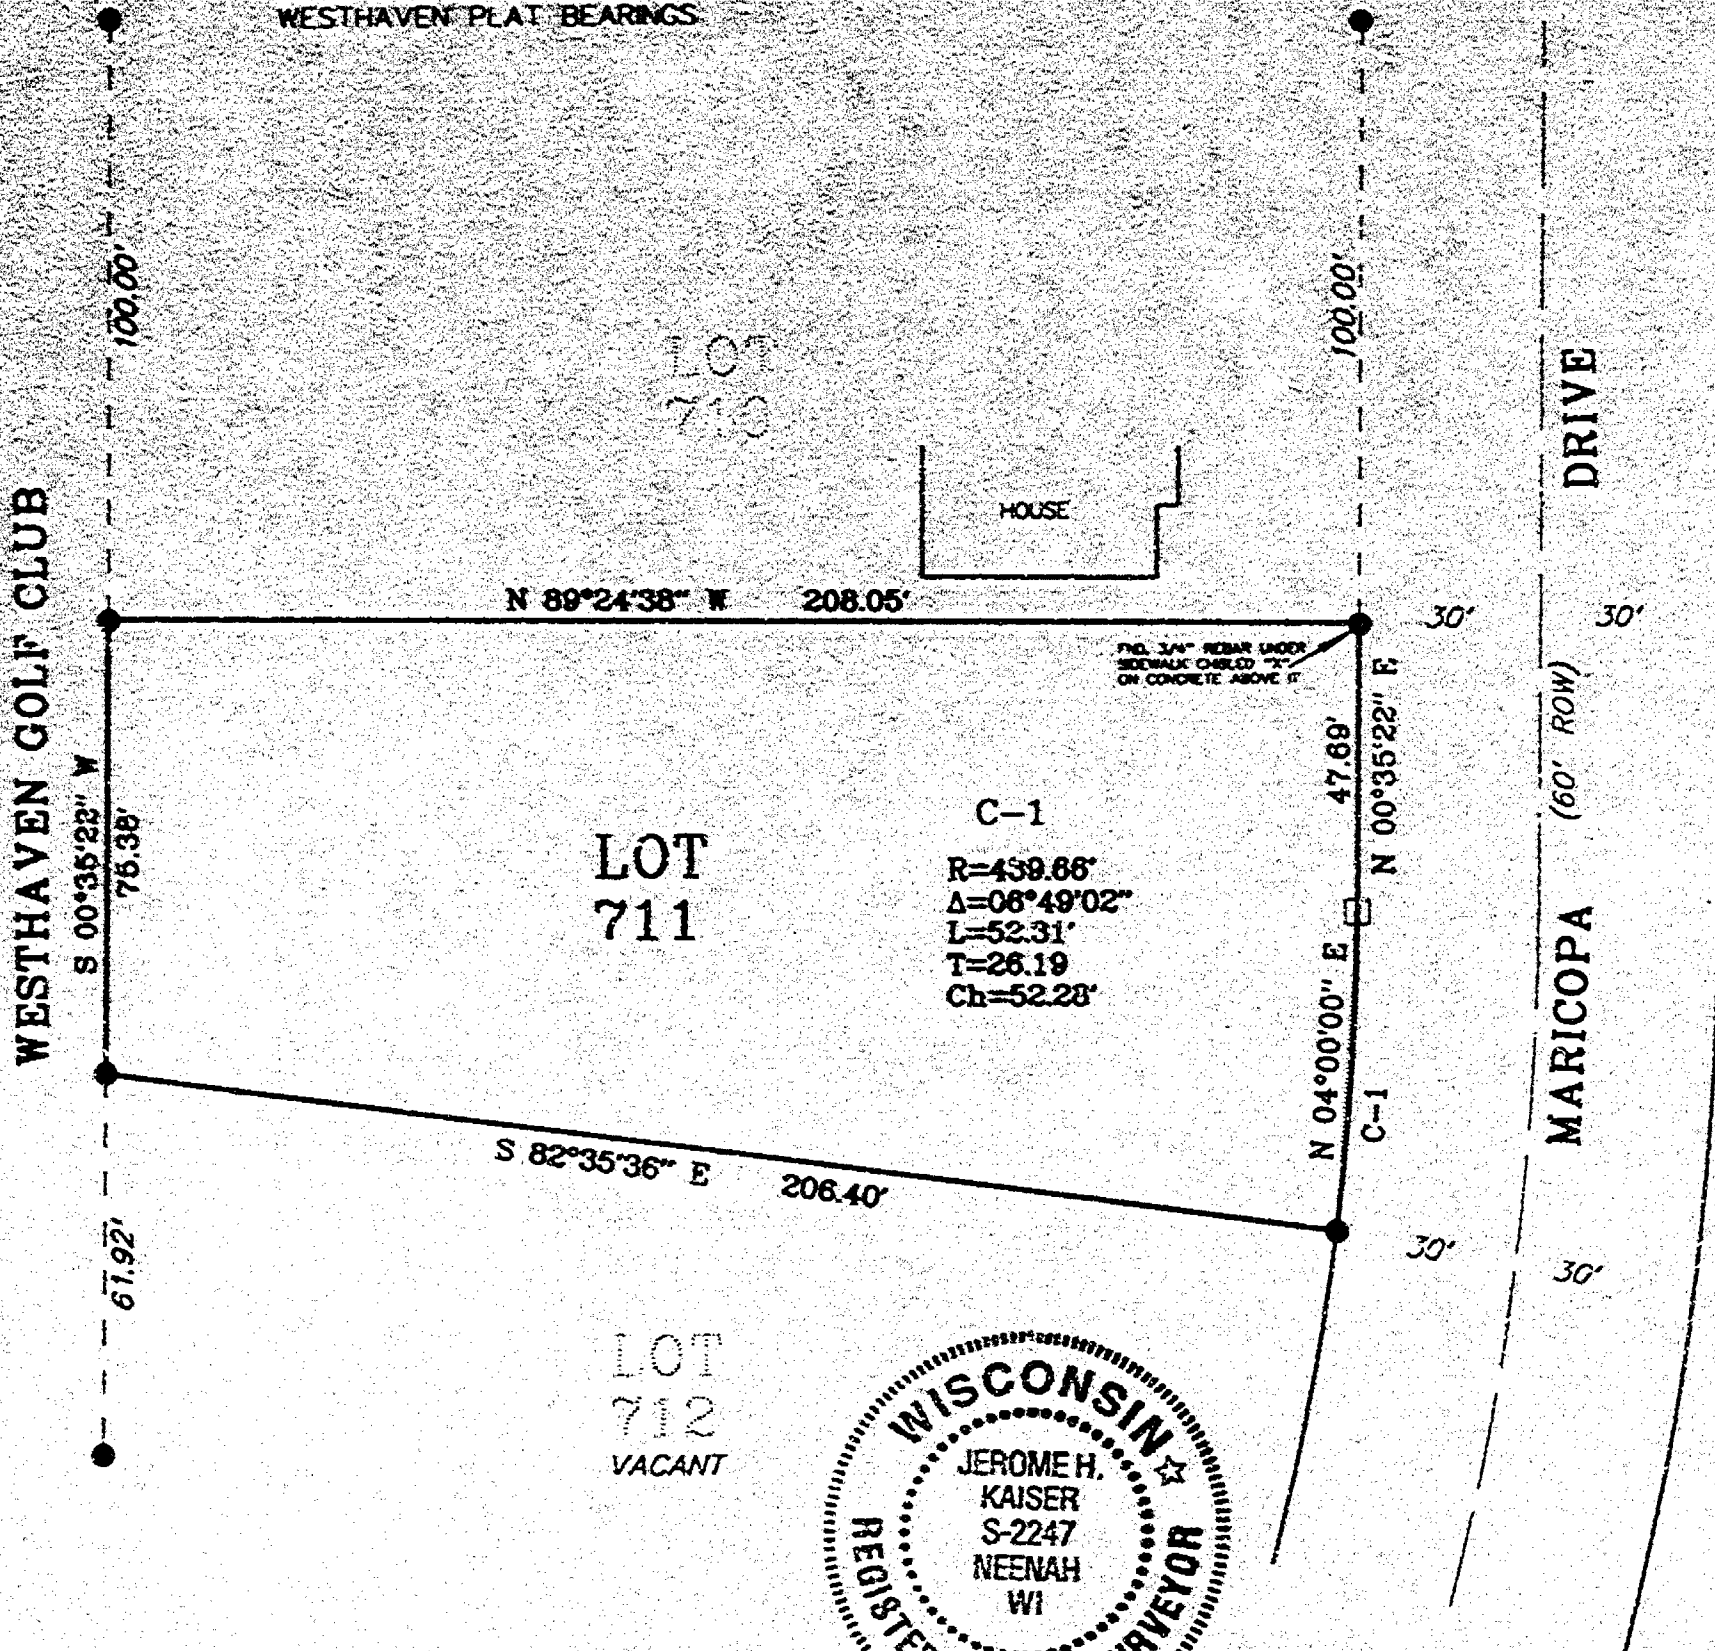 WESTHAVEN PLAT BEARINGS
100.00'
100.00'
LOT
710
DRIVE
HOUSE
WESTHAVEN GOLF CLUB
N 89°24'38" W 208.05'
30'
30'
FND. 3/4" REBAR UNDER
SIDEWALK CHISLED "X"
ON CONCRETE ABOVE IT
47.69'
N 00°35'22" E
(60' ROW)
S 00°35'22" W
75.38'
LOT
711
C-1
R=439.66'
Δ=06°49'02"
L=52.31'
T=26.19
Ch=52.28'
N 04°00'00" E
C-1
MARICOPA
S 82°35'36" E 206.40'
61.92'
30'
30'
LOT
712
VACANT
WISCONSIN
JEROME H.
KAISER
S-2247
NEENAH
WI